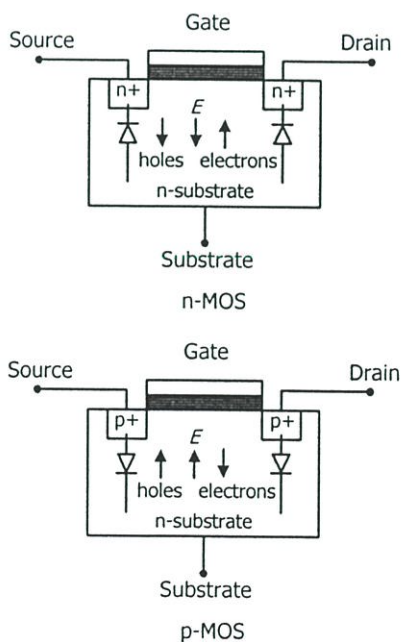 Gate
Source Drain
n+ n+
E
holes electrons
n-substrate
Substrate
n-MOS
Gate
Source Drain
p+ p+
E
holes electrons
n-substrate
Substrate
p-MOS